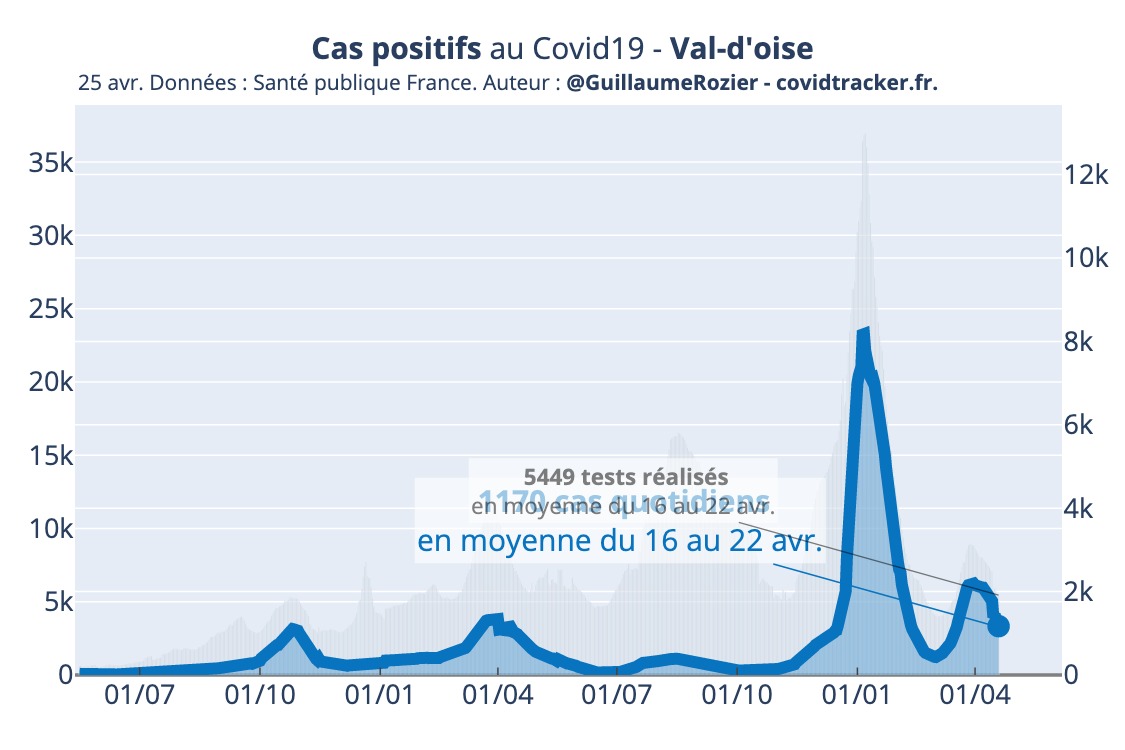 Cas positifs au Covid19 - Val-d'oise
25 avr. Données : Santé publique France. Auteur : @GuillaumeRozier - covidtracker.fr.
35k
30k
25k
20k
15k
10k
5k
0
12k
10k
8k
6k
4k
2k
0
5449 tests réalisés
en moyenne du 16 au 22 avr.
1170 cas quotidiens
en moyenne du 16 au 22 avr.
01/07 01/10 01/01 01/04 01/07 01/10 01/01 01/04